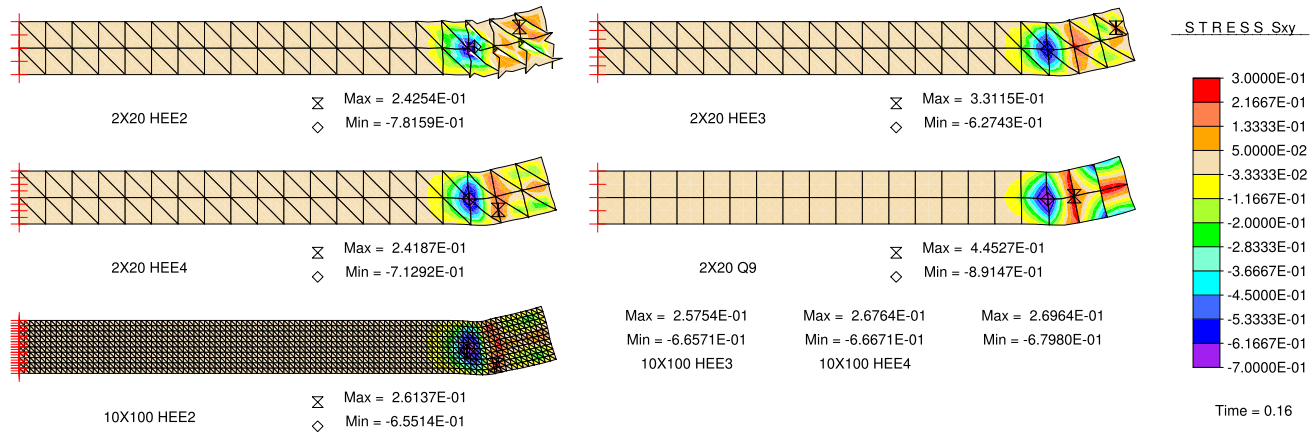 STRESS Sxy
Max = 2.4254E-01
Min = -7.8159E-01
2X20 HEE2
Max = 3.3115E-01
Min = -6.2743E-01
2X20 HEE3
Max = 2.4187E-01
Min = -7.1292E-01
2X20 HEE4
Max = 4.4527E-01
Min = -8.9147E-01
2X20 Q9
Max = 2.6137E-01
Min = -6.5514E-01
10X100 HEE2
Max = 2.5754E-01
Min = -6.6571E-01
10X100 HEE3
Max = 2.6764E-01
Min = -6.6671E-01
10X100 HEE4
Max = 2.6964E-01
Min = -6.7980E-01
3.0000E-01
2.1667E-01
1.3333E-01
5.0000E-02
-3.3333E-02
-1.1667E-01
-2.0000E-01
-2.8333E-01
-3.6667E-01
-4.5000E-01
-5.3333E-01
-6.1667E-01
-7.0000E-01
Time = 0.16